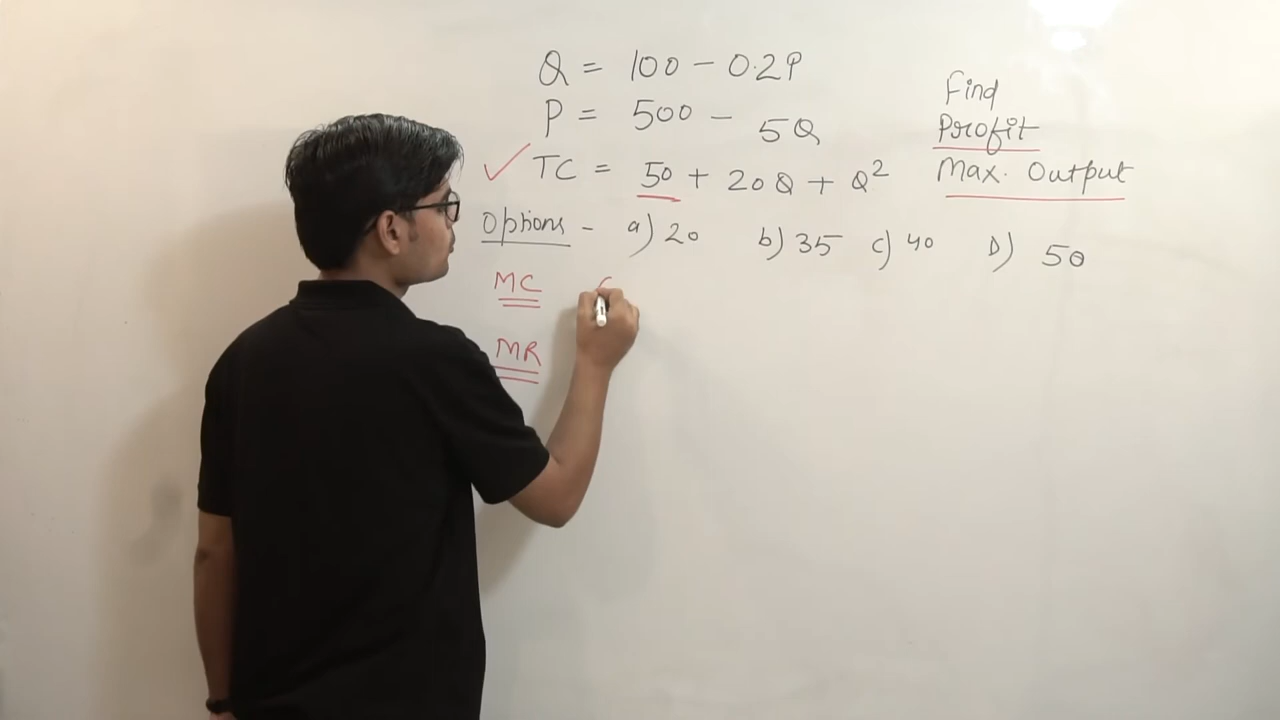 Q = 100 - 0.2P
P = 500 - 5Q
✓ TC = 50 + 20Q + Q²
Find
Profit
Max. Output
Options - a) 20 b) 35 c) 40 D) 50
MC
MR